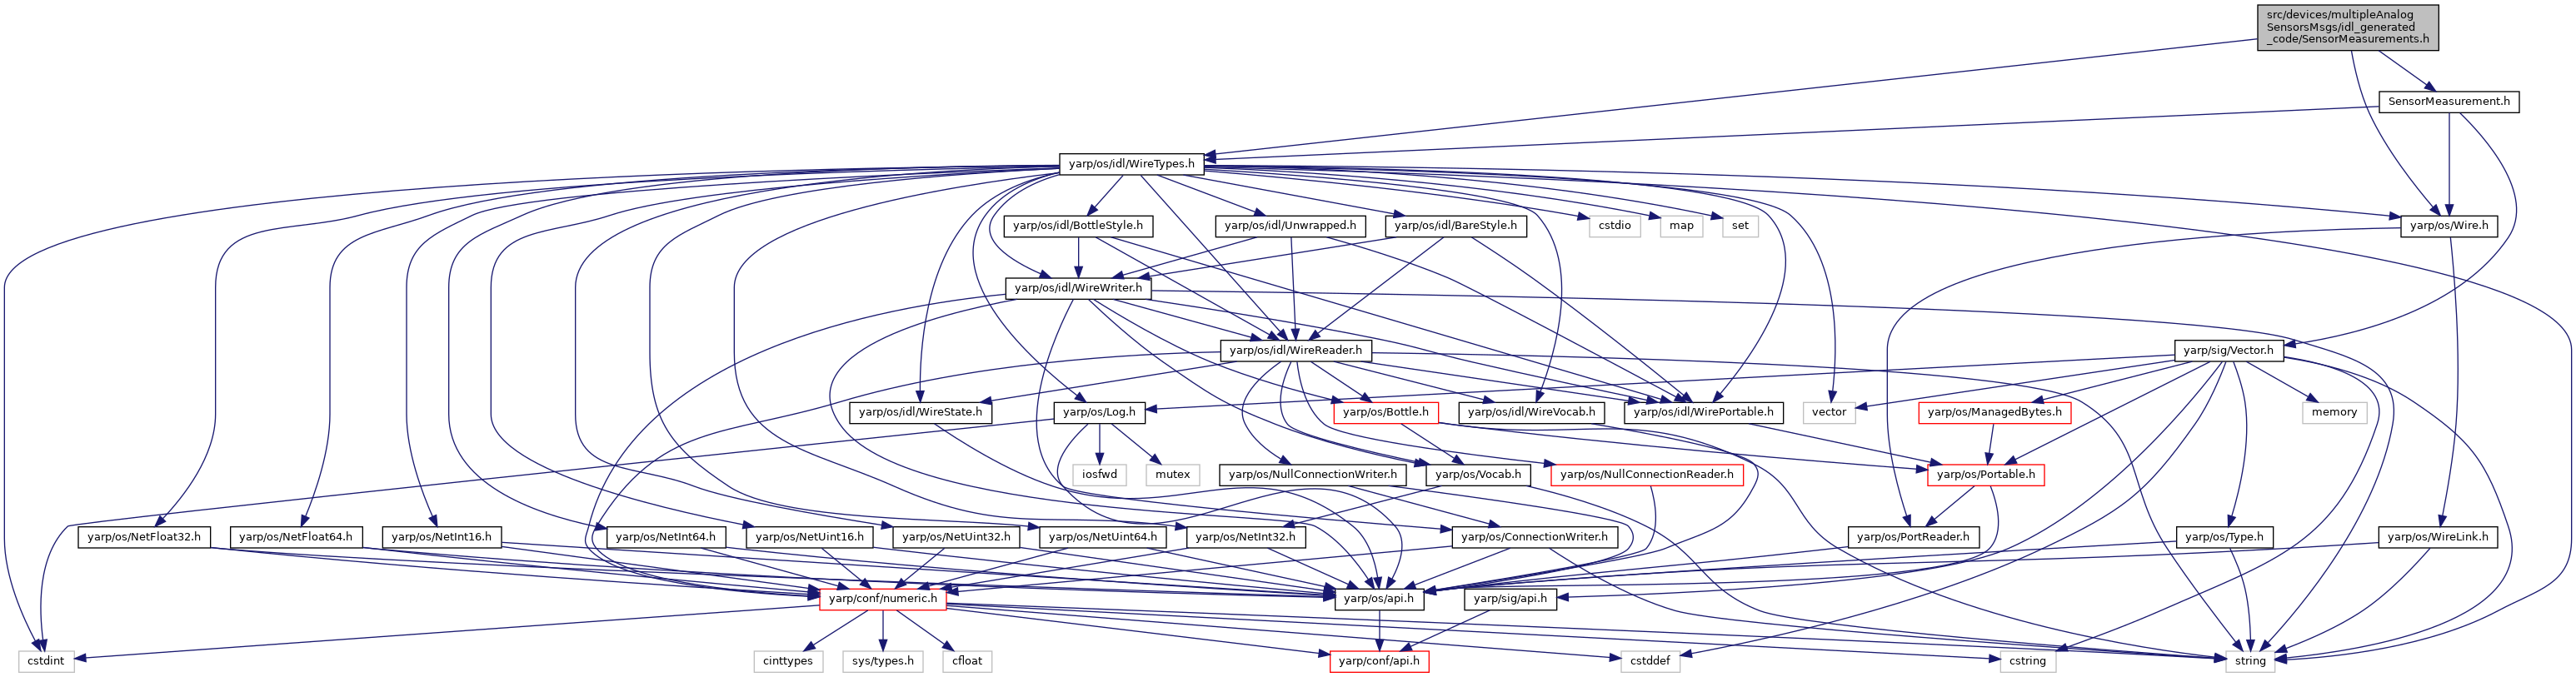 src/devices/multipleAnalog
SensorsMsgs/idl_generated
_code/SensorMeasurements.h
SensorMeasurement.h
yarp/os/idl/WireTypes.h
yarp/os/idl/BottleStyle.h
yarp/os/idl/Unwrapped.h
yarp/os/idl/BareStyle.h
cstdio
map
set
yarp/os/Wire.h
yarp/os/idl/WireWriter.h
yarp/os/idl/WireReader.h
yarp/sig/Vector.h
yarp/os/idl/WireState.h
yarp/os/Log.h
yarp/os/Bottle.h
yarp/os/idl/WireVocab.h
yarp/os/idl/WirePortable.h
vector
yarp/os/ManagedBytes.h
memory
iosfwd
mutex
yarp/os/NullConnectionWriter.h
yarp/os/Vocab.h
yarp/os/NullConnectionReader.h
yarp/os/Portable.h
yarp/os/NetFloat32.h
yarp/os/NetFloat64.h
yarp/os/NetInt16.h
yarp/os/NetInt64.h
yarp/os/NetUint16.h
yarp/os/NetUint32.h
yarp/os/NetUint64.h
yarp/os/NetInt32.h
yarp/os/ConnectionWriter.h
yarp/os/PortReader.h
yarp/os/Type.h
yarp/os/WireLink.h
yarp/conf/numeric.h
yarp/os/api.h
yarp/sig/api.h
cstdint
cinttypes
sys/types.h
cfloat
yarp/conf/api.h
cstddef
cstring
string